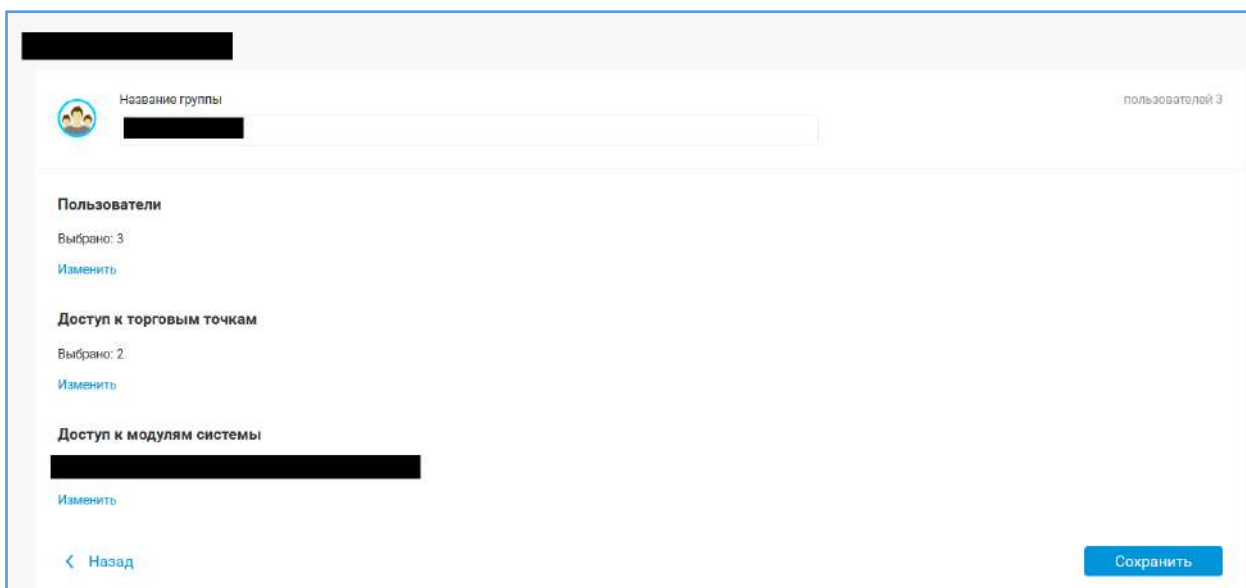 Название группы
пользователей 3
Пользователи
Выбрано: 3
Изменить
Доступ к торговым точкам
Выбрано: 2
Изменить
Доступ к модулям системы
Изменить
Назад
Сохранить